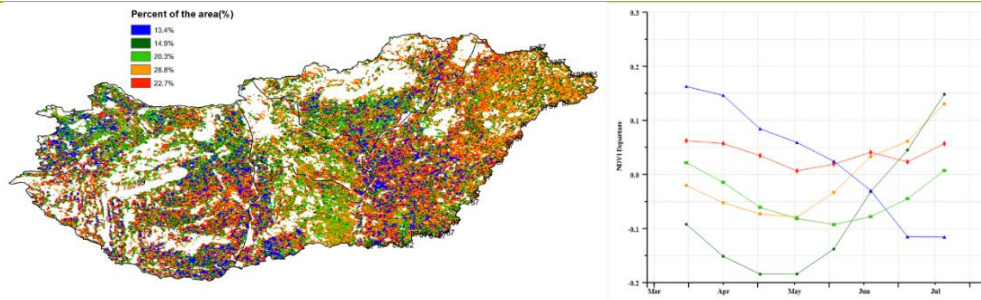 Percent of the area(%)
13.4%
14.9%
20.3%
28.8%
22.7%
0.3
0.2
0.1
0.0
-0.1
-0.2
NDVI Departure
Mar
Apr
May
Jun
Jul